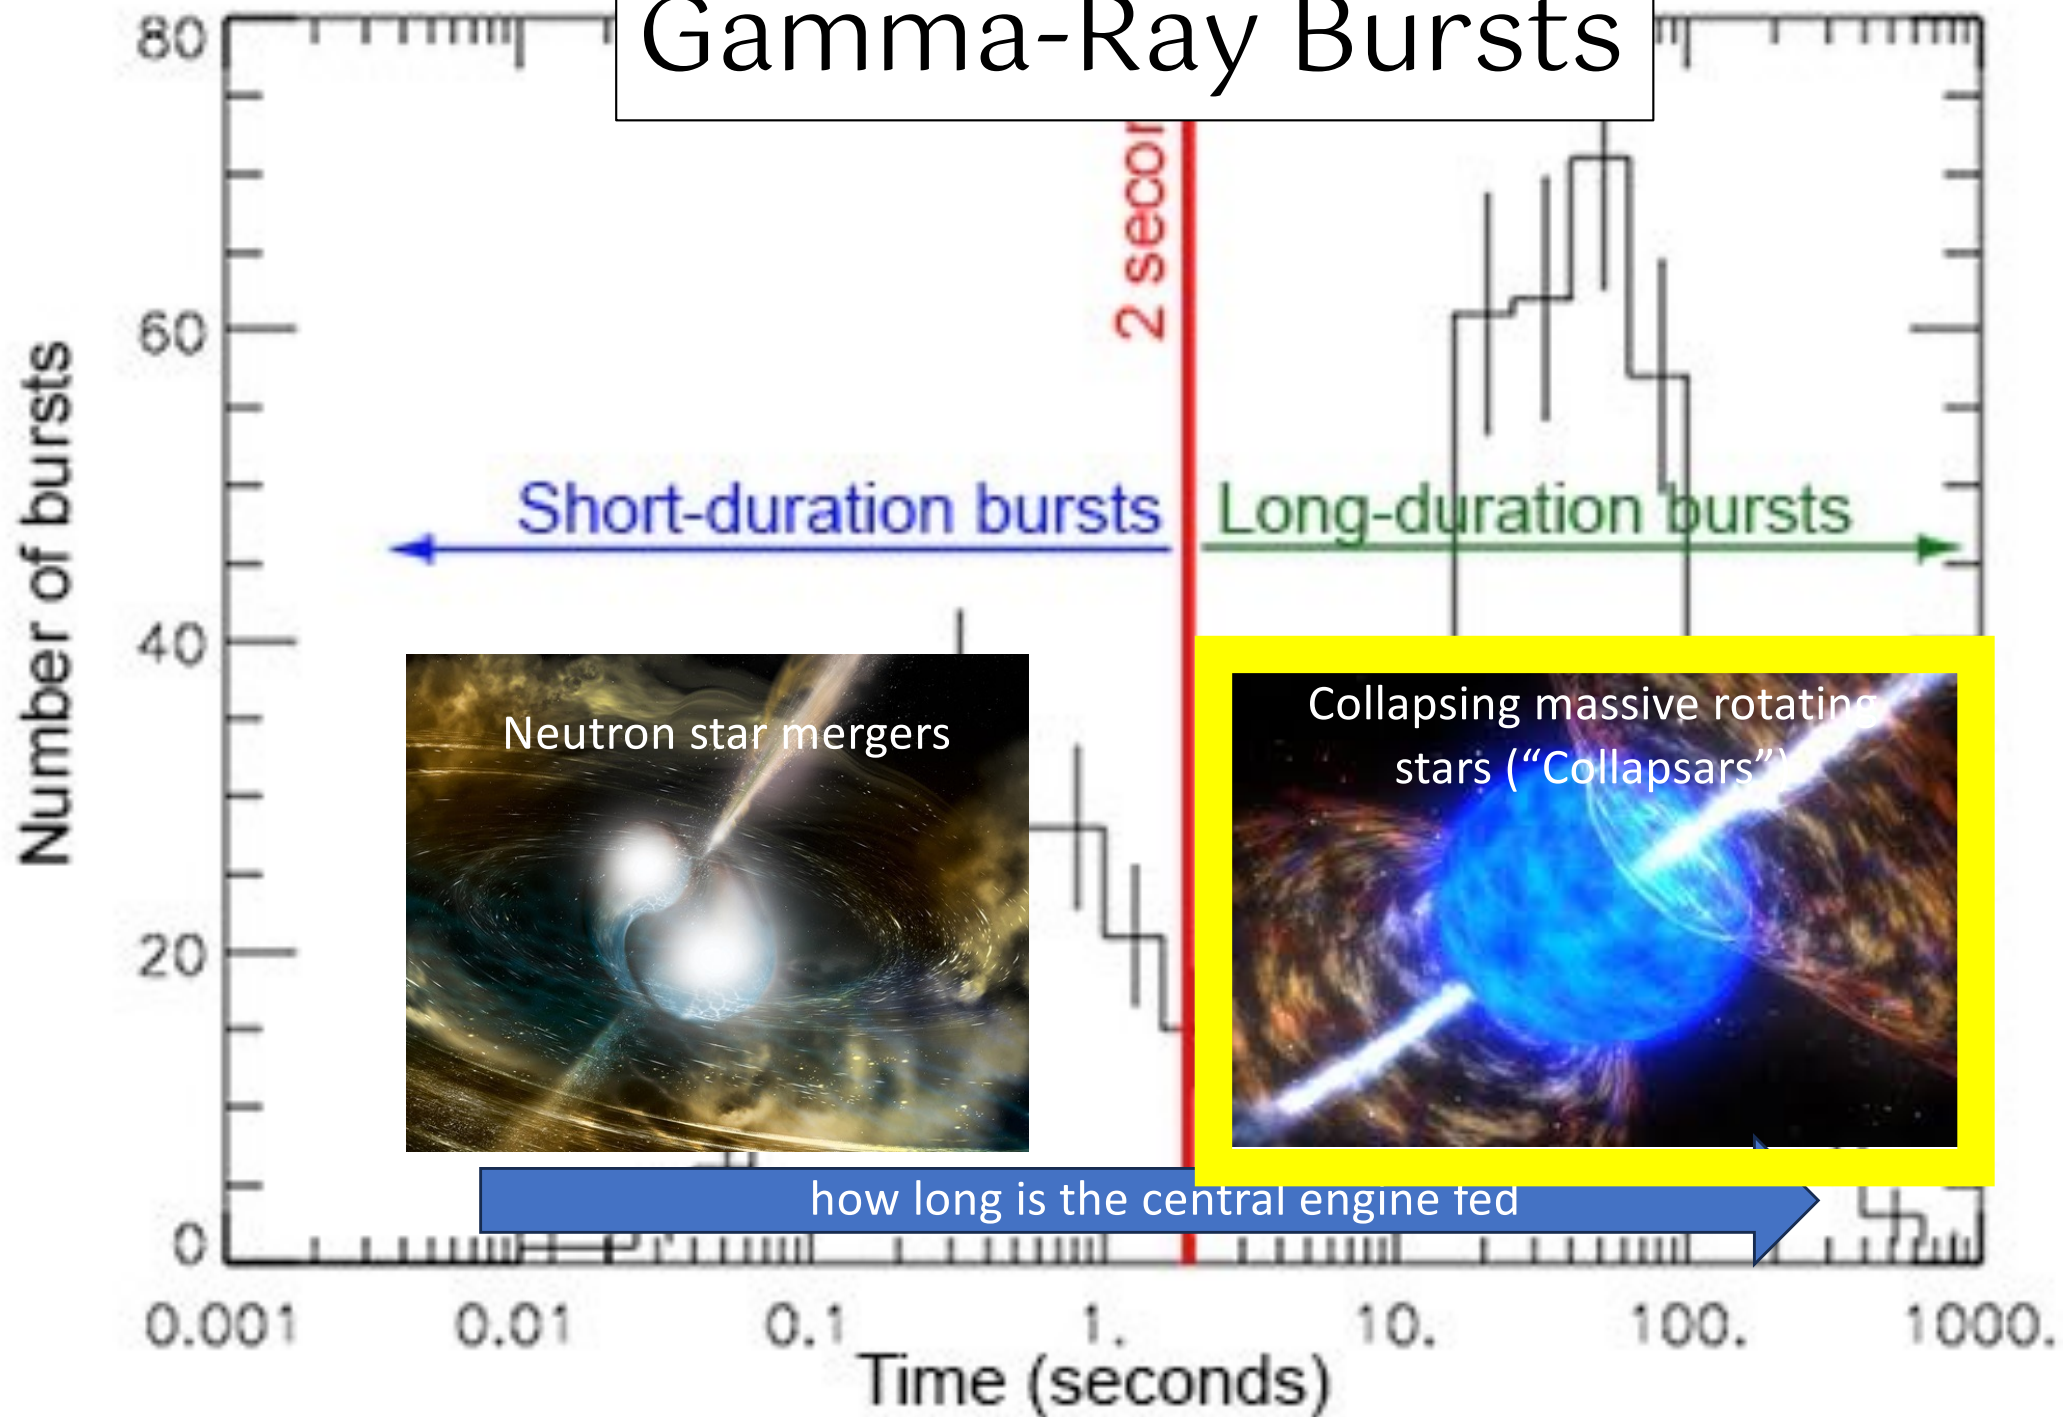 Gamma-Ray Bursts
80
60
40
20
0
Number of bursts
2 secon
Short-duration bursts
Long-duration bursts
Neutron star mergers
Collapsing massive rotating
stars (“Collapsars”)
how long is the central engine fed
0.001 0.01 0.1 1. 10. 100. 1000.
Time (seconds)